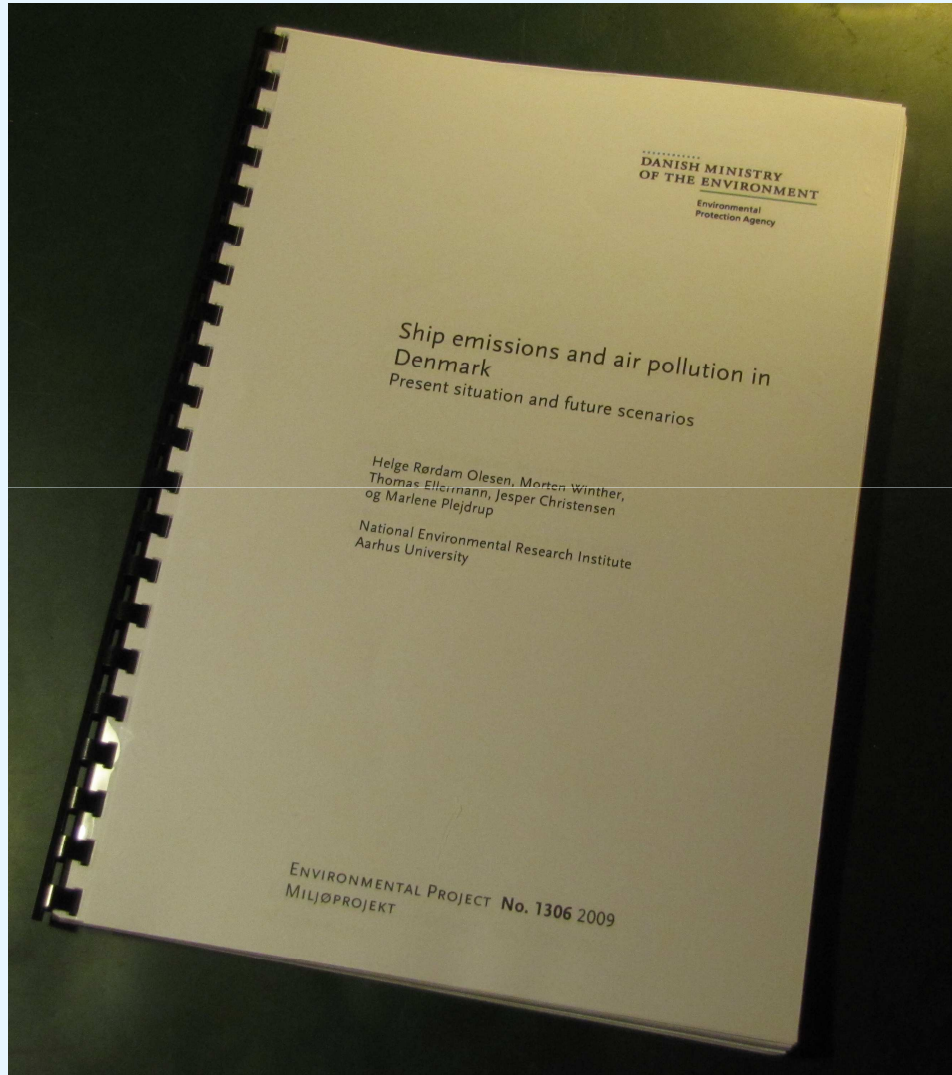 DANISH MINISTRY
OF THE ENVIRONMENT
Environmental
Protection Agency
Ship emissions and air pollution in
Denmark
Present situation and future scenarios
Helge Rørdam Olesen, Morten Winther,
Thomas Ellermann, Jesper Christensen
og Marlene Plejdrup
National Environmental Research Institute
Aarhus University
ENVIRONMENTAL PROJECT No. 1306 2009
MILJØPROJEKT